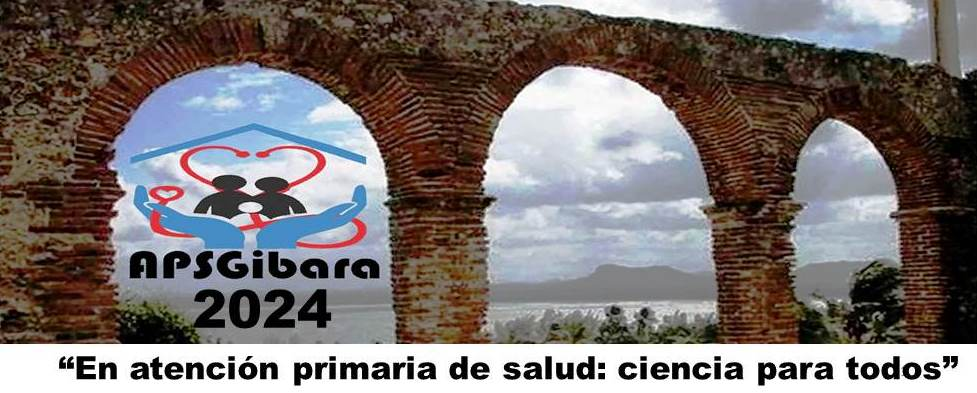 APSGibara
2024
“En atención primaria de salud: ciencia para todos”